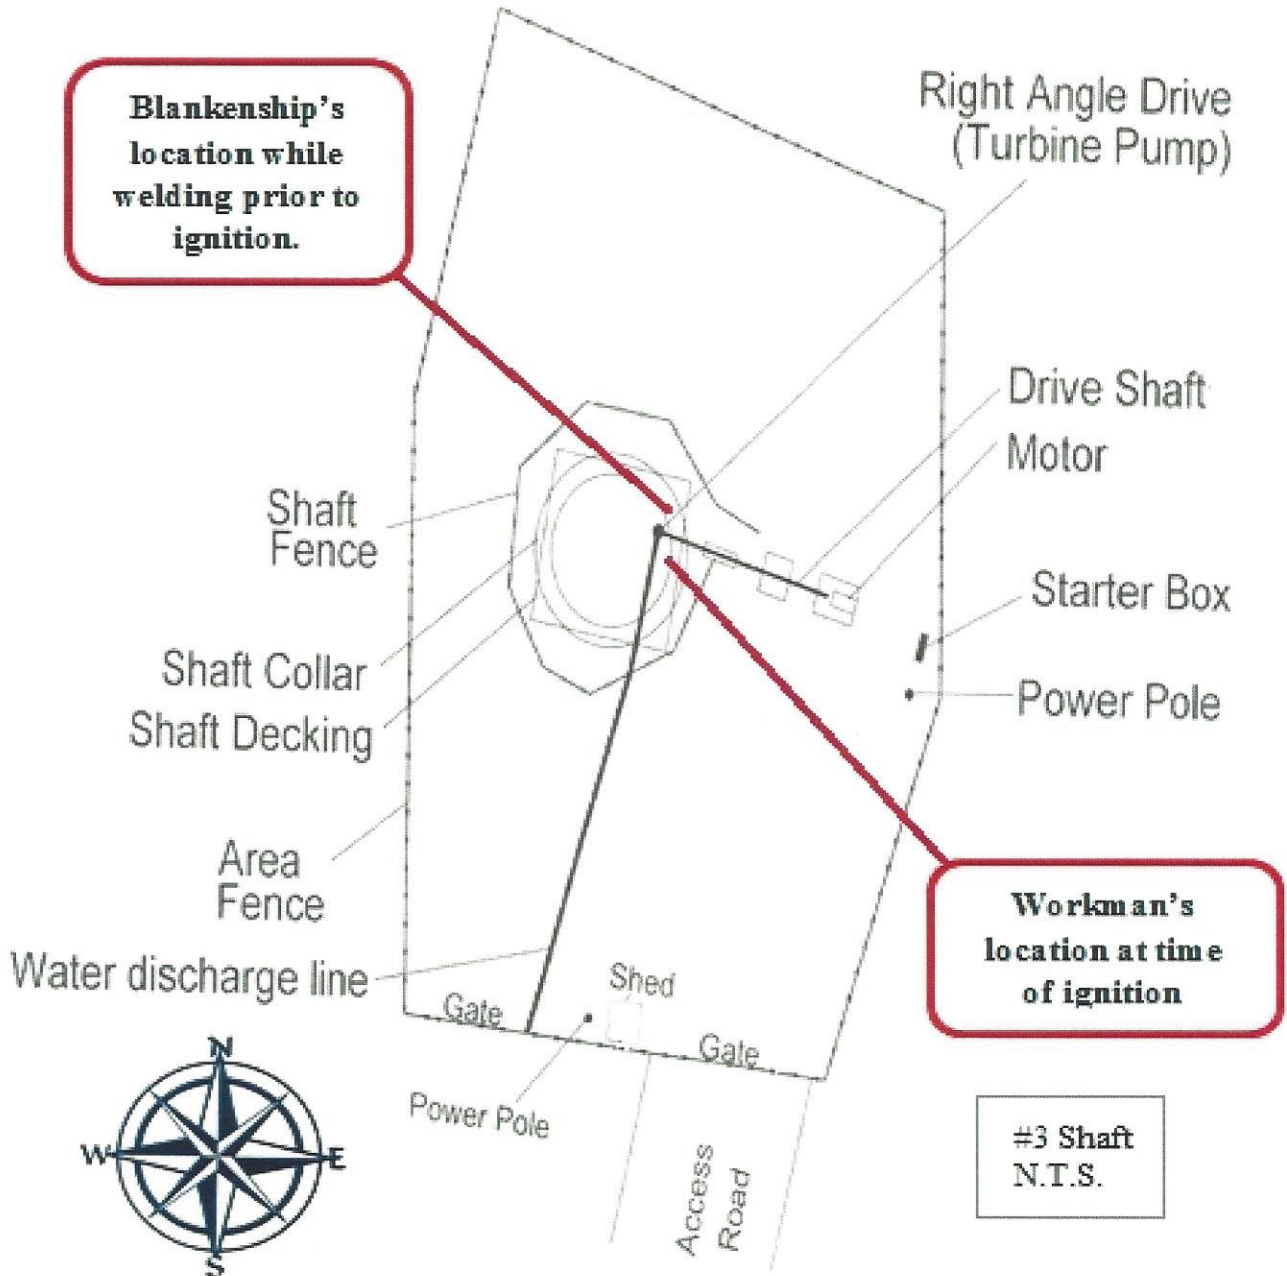 Blankenship's
location while
welding prior to
ignition.
Right Angle Drive
(Turbine Pump)
Drive Shaft
Motor
Shaft
Fence
Starter Box
Shaft Collar
Power Pole
Shaft Decking
Area
Fence
Workman's
location at time
of ignition
Water discharge line
Shed
Gate
Gate
Power Pole
N
W
E
S
Access
Road
#3 Shaft
N.T.S.